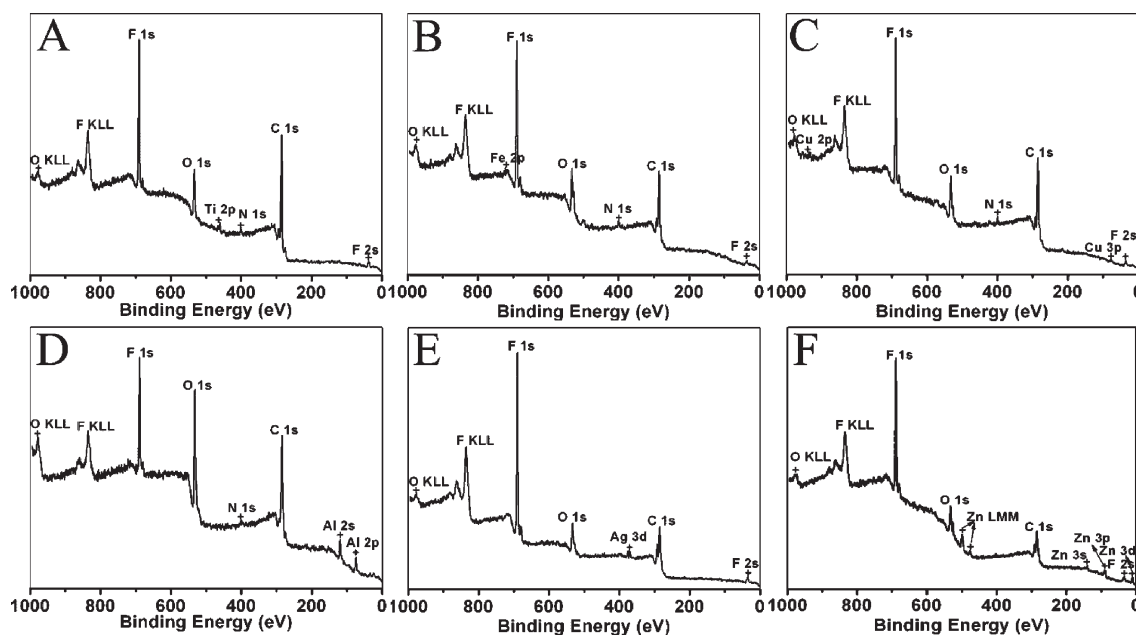 A
F 1s
F KLL
O KLL
O 1s
Ti 2p
N 1s
C 1s
F 2s
1000 800 600 400 200 0
Binding Energy (eV)
B
F 1s
F KLL
O KLL
Fe 2p
O 1s
N 1s
C 1s
F 2s
1000 800 600 400 200 0
Binding Energy (eV)
C
F 1s
F KLL
O KLL
Cu 2p
O 1s
N 1s
C 1s
Cu 3p
F 2s
1000 800 600 400 200 0
Binding Energy (eV)
D
F 1s
O KLL
F KLL
O 1s
N 1s
C 1s
Al 2s
Al 2p
1000 800 600 400 200 0
Binding Energy (eV)
E
F 1s
F KLL
O KLL
O 1s
Ag 3d
C 1s
F 2s
1000 800 600 400 200 0
Binding Energy (eV)
F
F 1s
F KLL
O KLL
O 1s
Zn LMM
C 1s
Zn 3s
Zn 3p
Zn 3d
F 2s
1000 800 600 400 200 0
Binding Energy (eV)